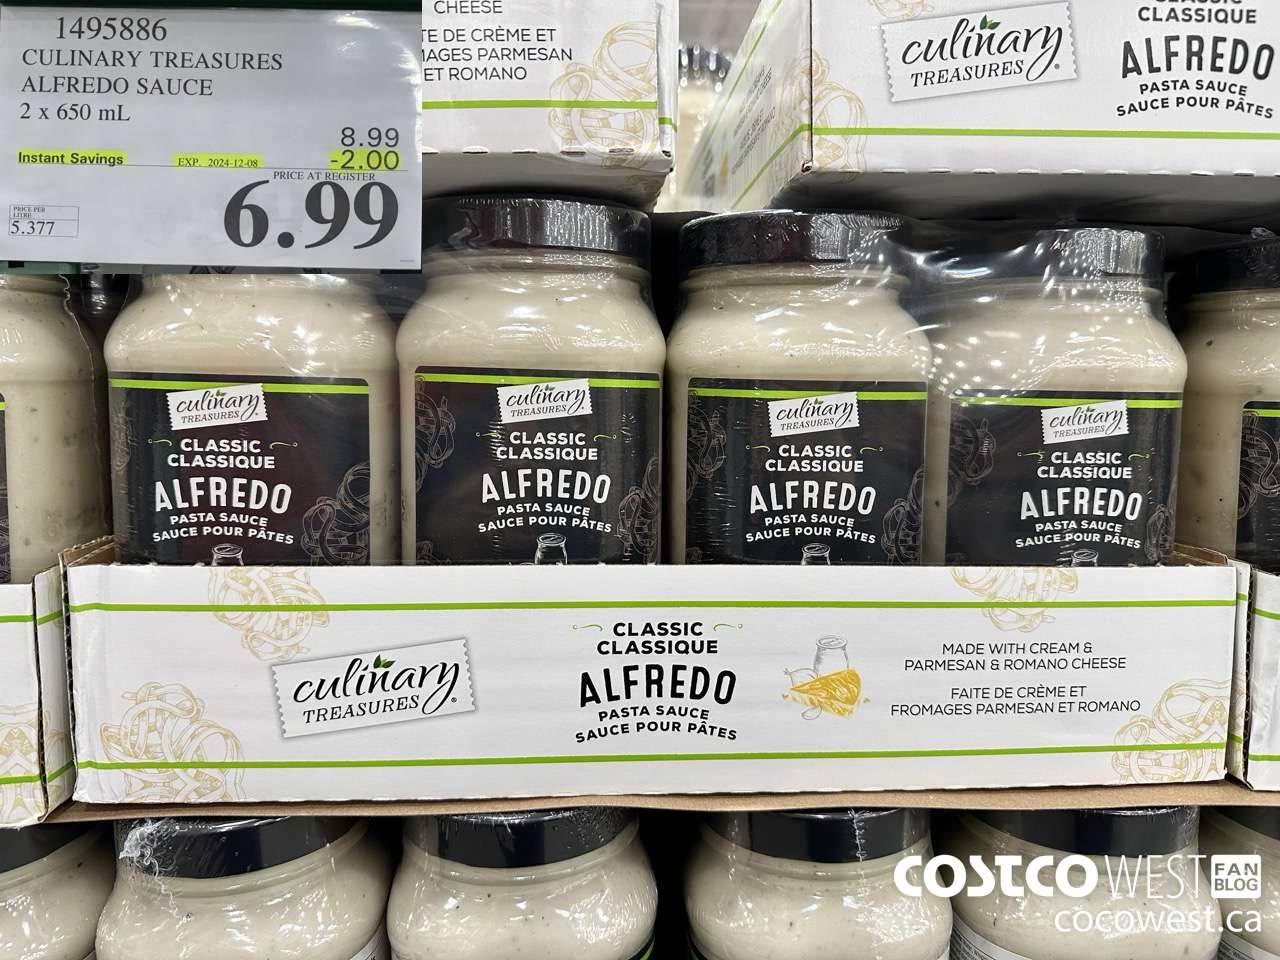 1495886
CULINARY TREASURES
ALFREDO SAUCE
2 x 650 mL
8.99
Instant Savings EXP. 2024-12-08 -2.00
PRICE AT REGISTER
6.99
PRICE PER
LITRE
5.377
CHEESE
TE DE CRÈME ET
MAGES PARMESAN
ET ROMANO
culinary
TREASURES®
CLASSIQUE
ALFREDO
PASTA SAUCE
SAUCE POUR PÂTES
culinary
TREASURES®
CLASSIC
CLASSIQUE
ALFREDO
PASTA SAUCE
SAUCE POUR PÂTES
culinary
TREASURES®
CLASSIC
CLASSIQUE
ALFREDO
PASTA SAUCE
SAUCE POUR PÂTES
culinary
TREASURES®
CLASSIC
CLASSIQUE
ALFREDO
PASTA SAUCE
SAUCE POUR PÂTES
culinary
TREASURES®
CLASSIC
CLASSIQUE
ALFREDO
PASTA SAUCE
SAUCE POUR PÂTES
culinary
TREASURES®
CLASSIC
CLASSIQUE
ALFREDO
PASTA SAUCE
SAUCE POUR PÂTES
MADE WITH CREAM &
PARMESAN & ROMANO CHEESE
FAITE DE CRÈME ET
FROMAGES PARMESAN ET ROMANO
COSTCO WEST FAN BLOG
cocowest.ca